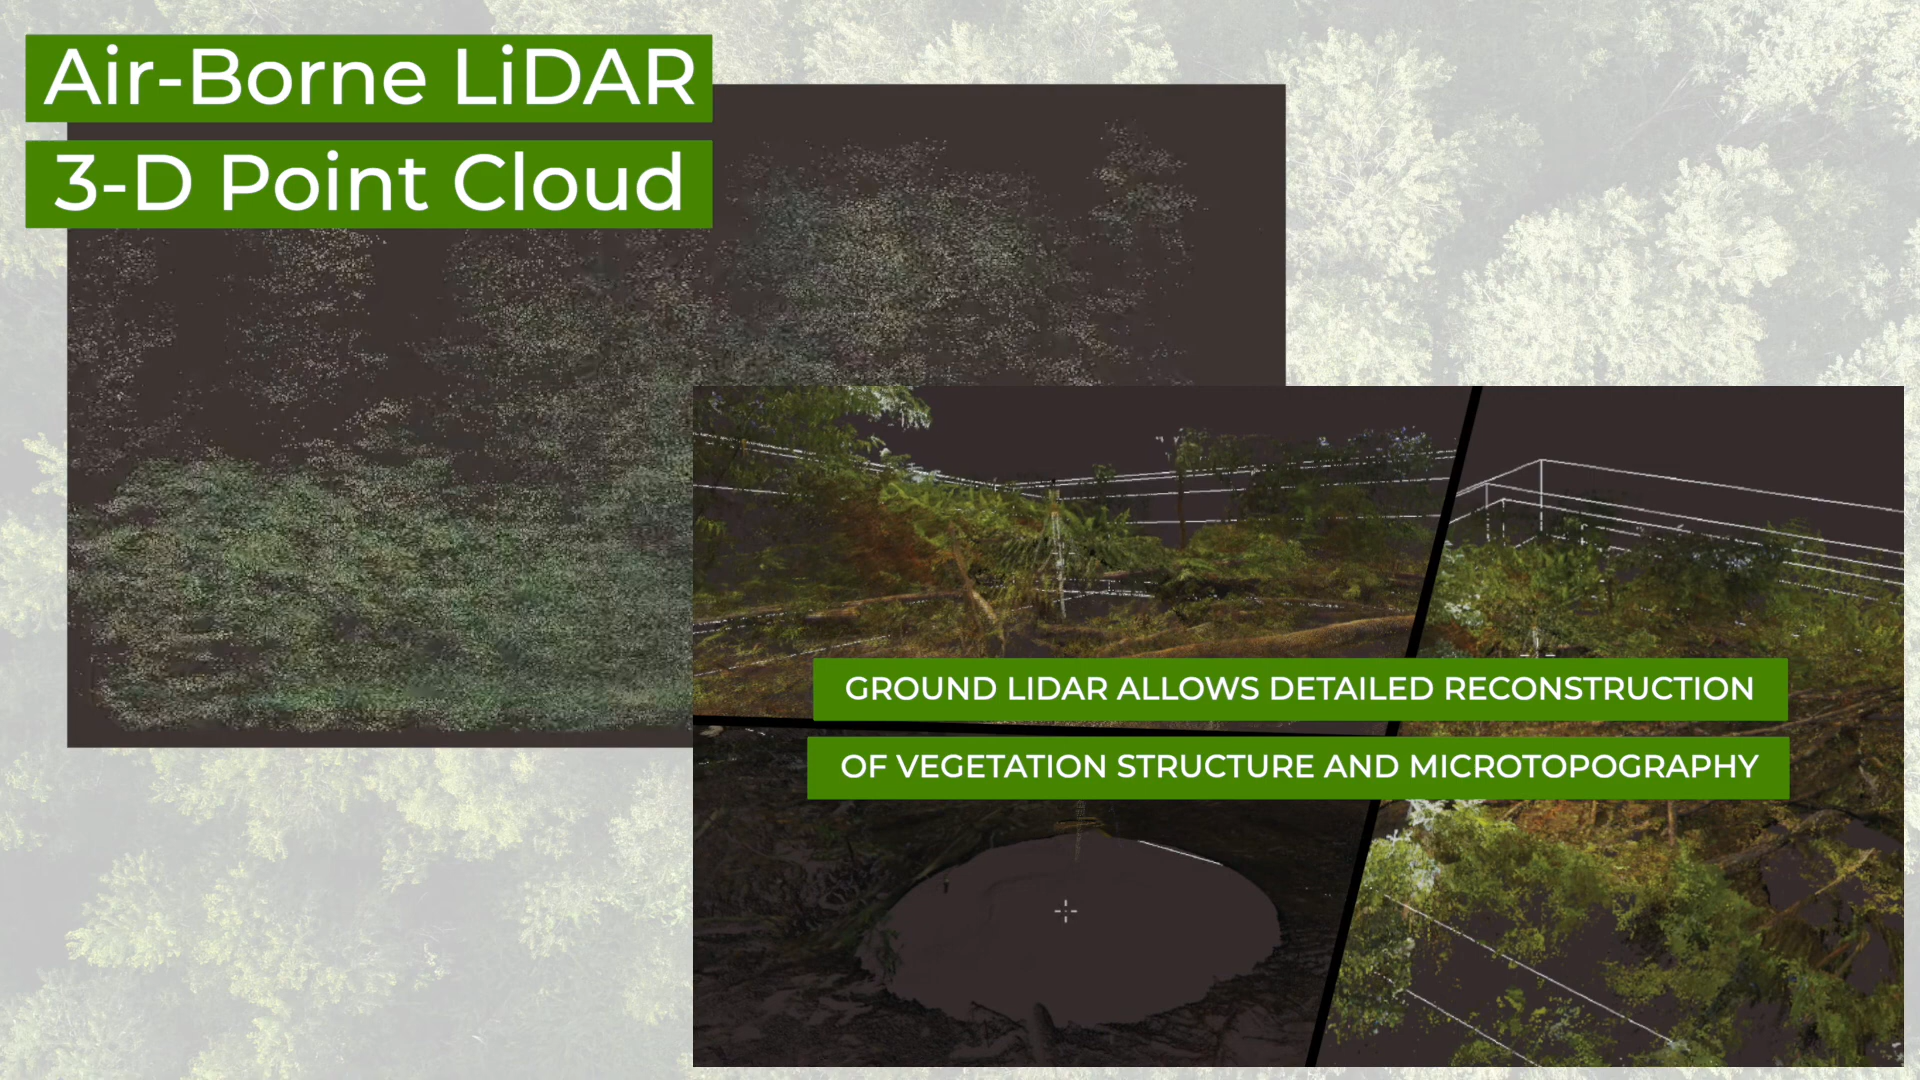 Air-Borne LiDAR
3-D Point Cloud
GROUND LIDAR ALLOWS DETAILED RECONSTRUCTION
OF VEGETATION STRUCTURE AND MICROTOPOGRAPHY